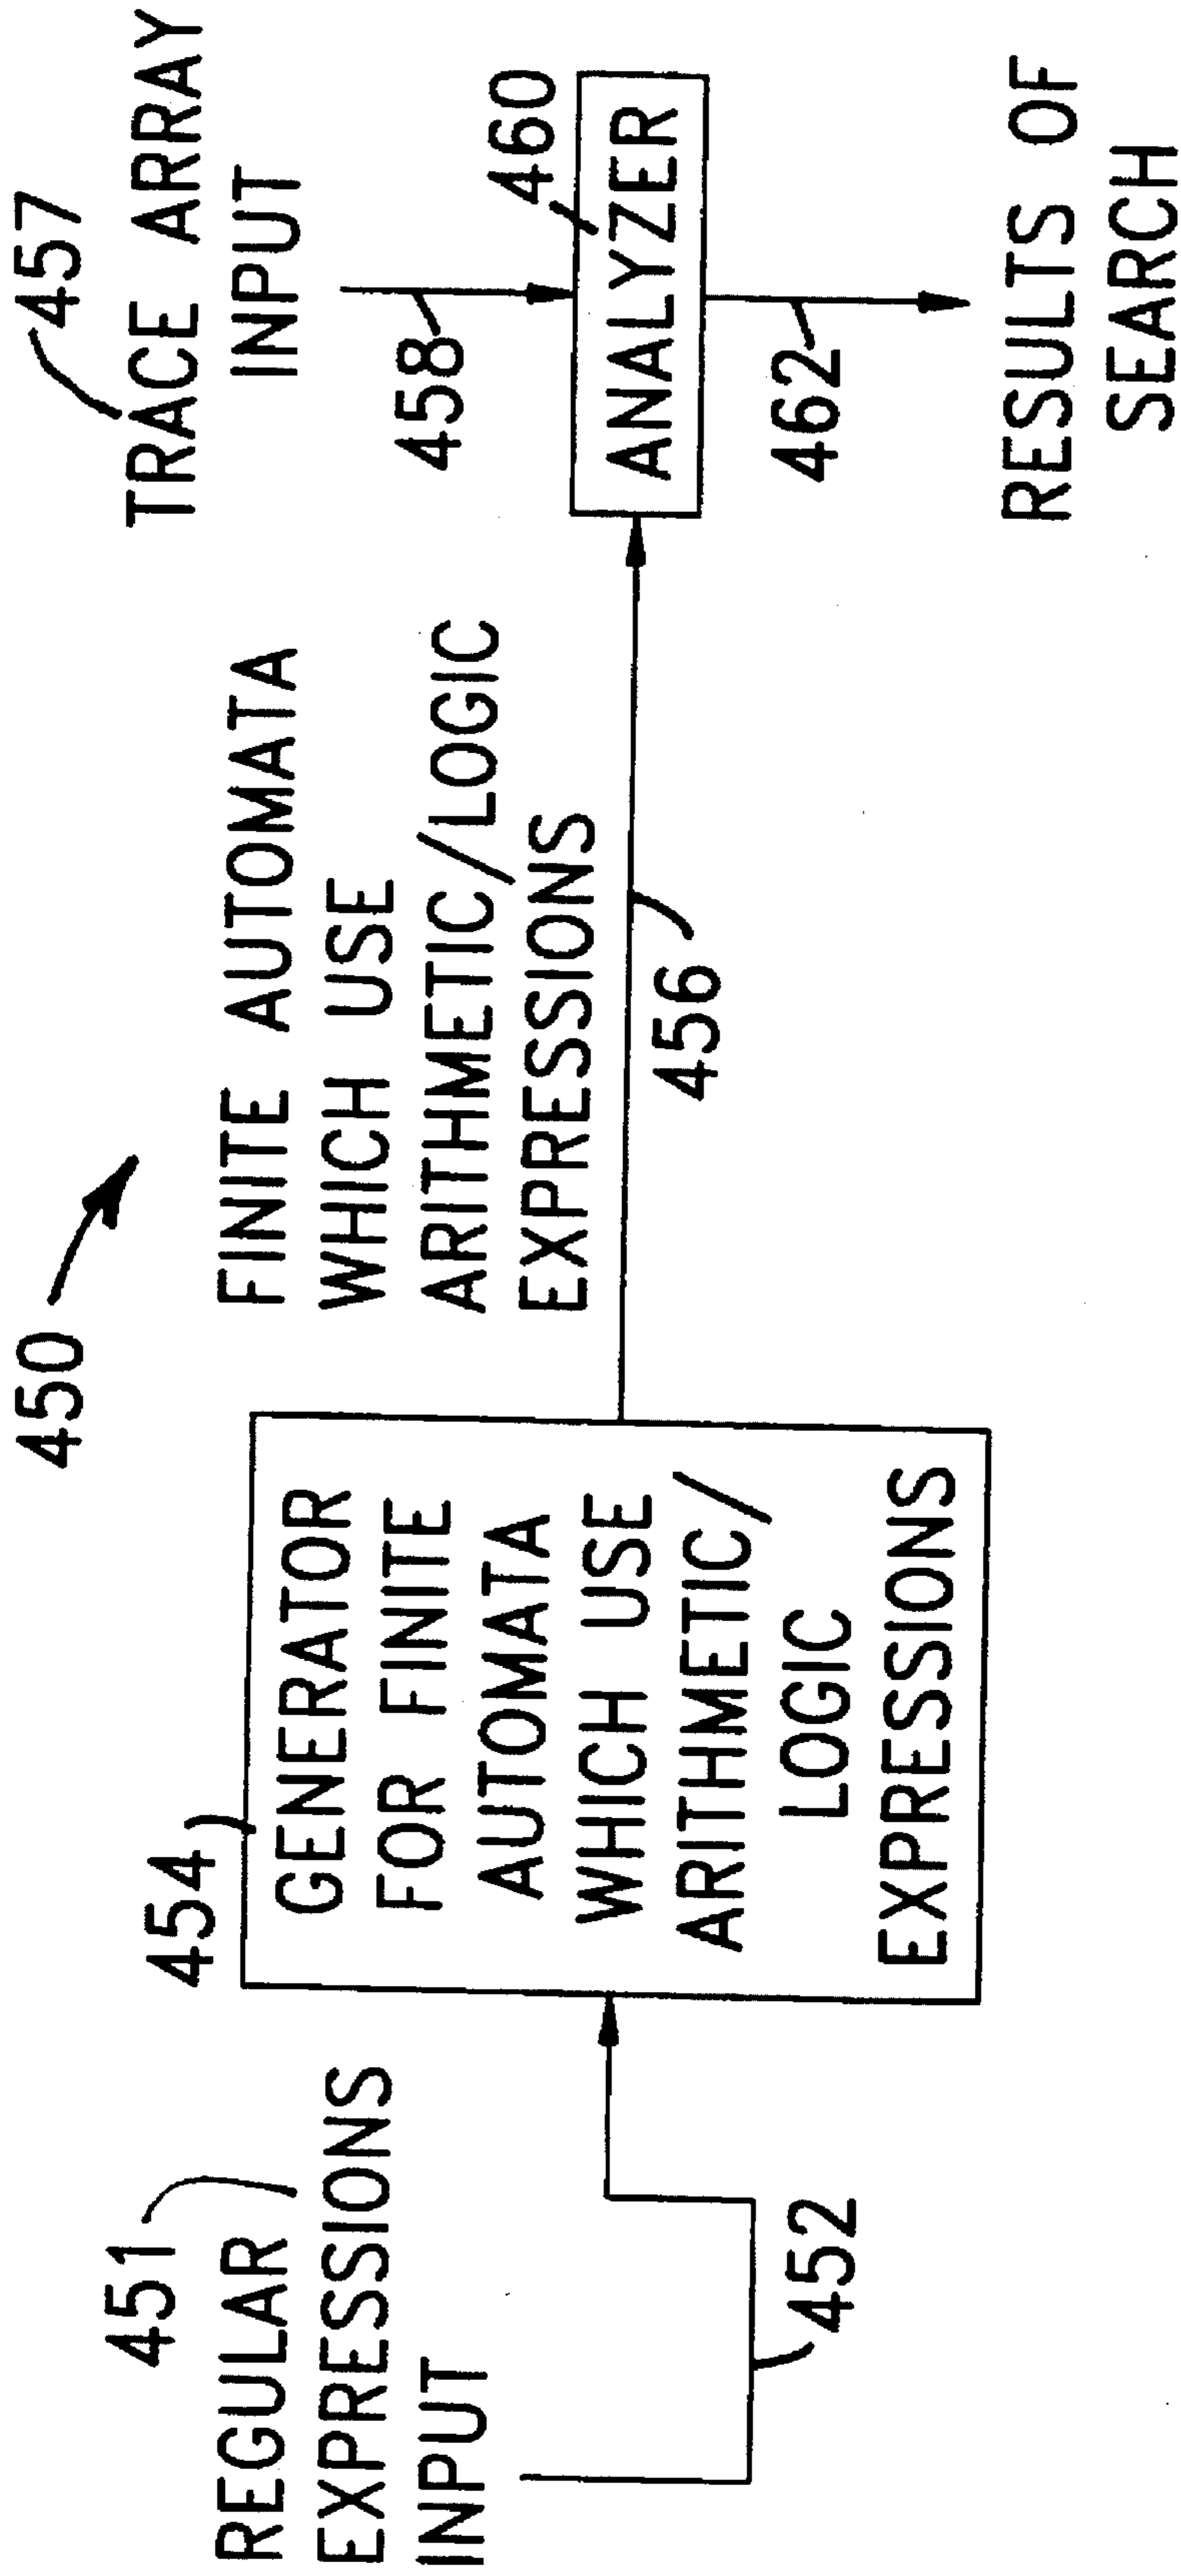 450
451
REGULAR
EXPRESSIONS
INPUT
452
454
GENERATOR
FOR FINITE
AUTOMATA
WHICH USE
ARITHMETIC/
LOGIC
EXPRESSIONS
FINITE AUTOMATA
WHICH USE
ARITHMETIC/LOGIC
EXPRESSIONS
456
457
TRACE ARRAY
INPUT
458
460
ANALYZER
462
RESULTS OF
SEARCH